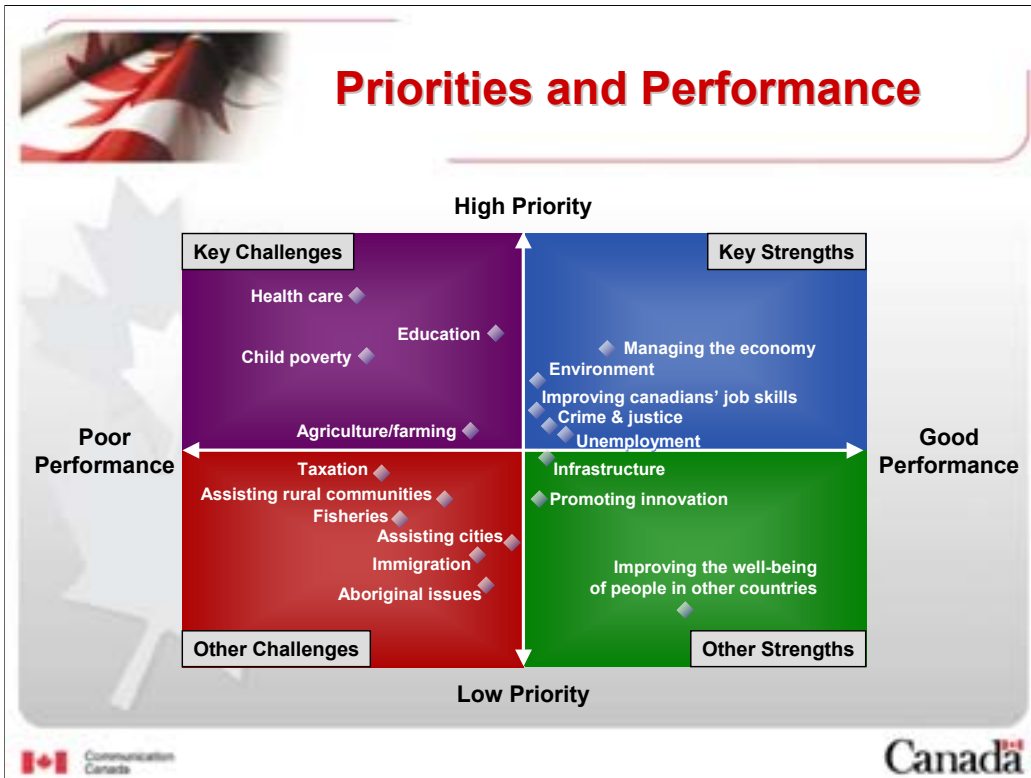 Priorities and Performance
High Priority
Key Challenges
Key Strengths
Health care
Education
Managing the economy
Child poverty
Environment
Improving canadians' job skills
Crime & justice
Agriculture/farming
Unemployment
Poor
Performance
Good
Performance
Taxation
Infrastructure
Assisting rural communities
Promoting innovation
Fisheries
Assisting cities
Immigration
Improving the well-being
of people in other countries
Aboriginal issues
Other Challenges
Other Strengths
Low Priority
Communication
Canada
Canada